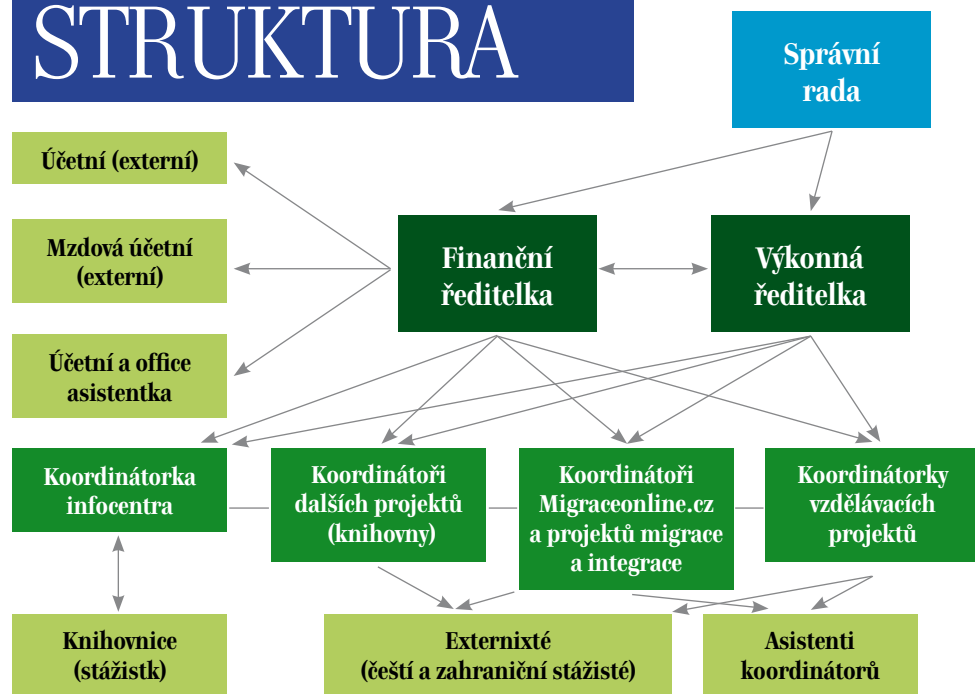 STRUKTURA
Správní
rada
Účetní (externí)
Mzdová účetní
(externí)
Účetní a office
asistentka
Finanční
ředitelka
Výkonná
ředitelka
Koordinátorka
infocentra
Koordinátoři
dalších projektů
(knihovny)
Koordinátoři
Migraceonline.cz
a projektů migrace
a integrace
Koordinátorky
vzdělávacích
projektů
Knihovnice
(stážistk)
Externixté
(čeští a zahraniční stážisté)
Asistenti
koordinátorů